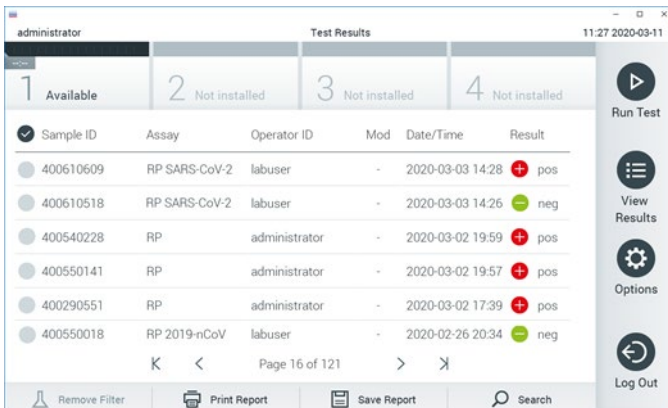 administrator Test Results 11:27 2020-03-11
--:--
1 Available 2 Not installed 3 Not installed 4 Not installed
Run Test
Sample ID Assay Operator ID Mod Date/Time Result
400610609 RP SARS-CoV-2 labuser - 2020-03-03 14:28 pos
400610518 RP SARS-CoV-2 labuser - 2020-03-03 14:26 neg
View
Results
400540228 RP administrator - 2020-03-02 19:59 pos
400550141 RP administrator - 2020-03-02 19:57 pos
Options
400290551 RP administrator - 2020-03-02 17:39 pos
400550018 RP 2019-nCoV labuser - 2020-02-26 20:34 neg
Page 16 of 121
Log Out
Remove Filter Print Report Save Report Search